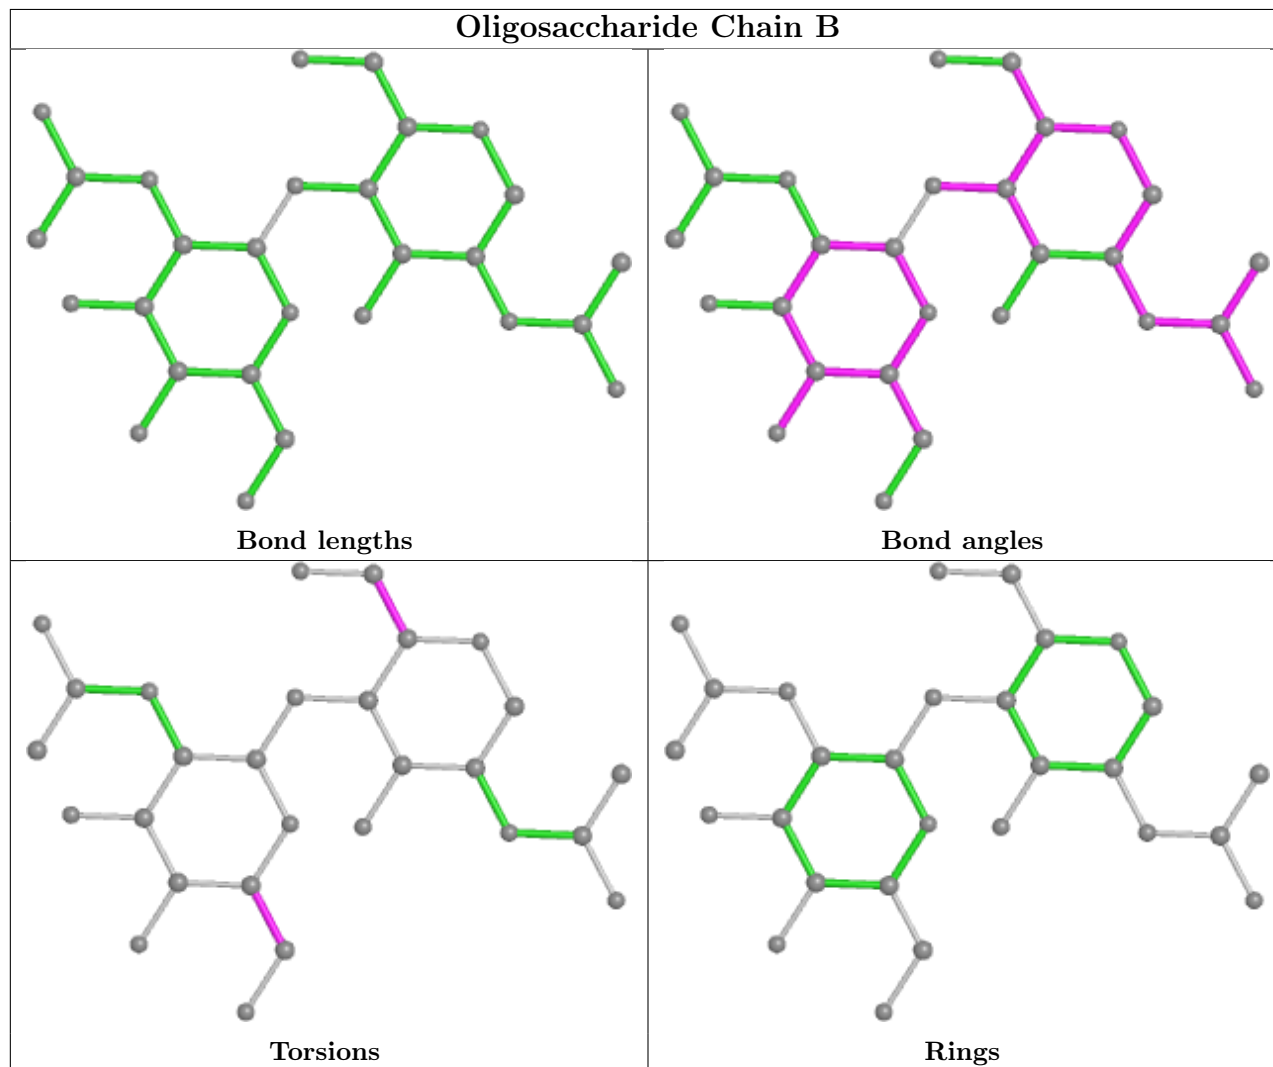 Oligosaccharide Chain B
Bond lengths
Bond angles
Torsions
Rings